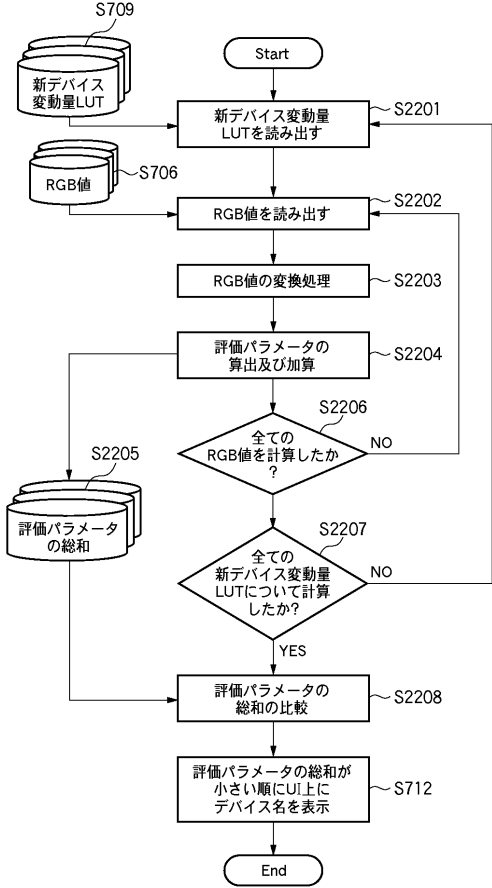 S709
Start
新デバイス
変動量LUT
新デバイス変動量
LUTを読み出す
S2201
RGB値
S706
RGB値を読み出す
S2202
RGB値の変換処理
S2203
評価パラメータの
算出及び加算
S2204
S2206
全ての
RGB値を計算したか
?
NO
S2205
評価パラメータ
の総和
S2207
全ての
新デバイス変動量
LUTについて計算
したか?
NO
YES
評価パラメータの
総和の比較
S2208
評価パラメータの総和が
小さい順にUI上に
デバイス名を表示
S712
End